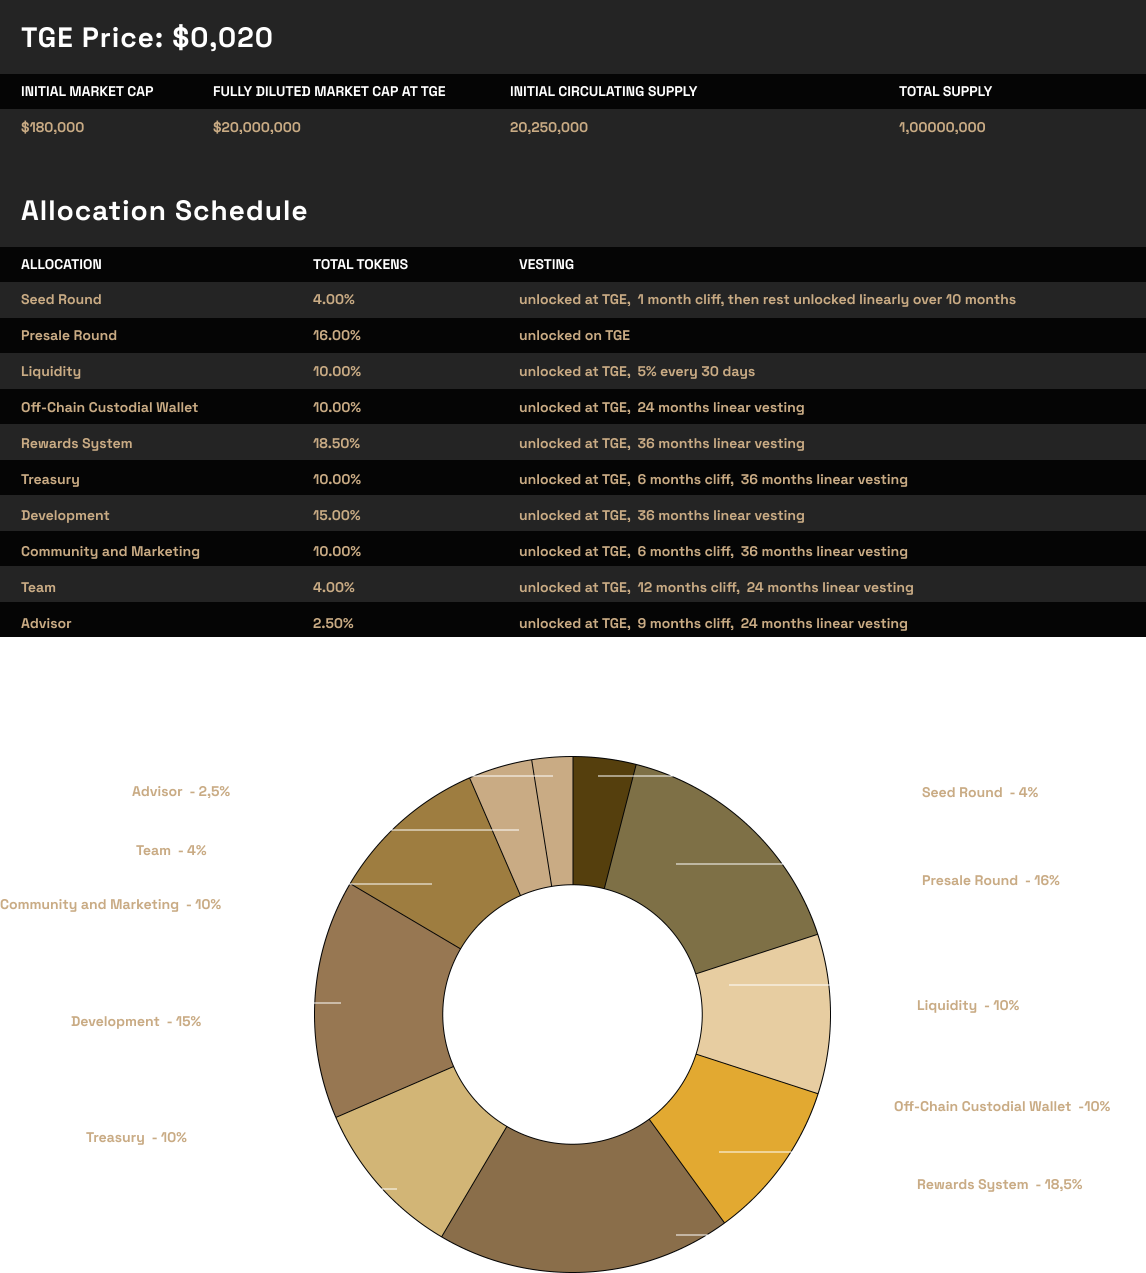 TGE Price: $0,020
INITIAL MARKET CAP FULLY DILUTED MARKET CAP AT TGE INITIAL CIRCULATING SUPPLY TOTAL SUPPLY
$180,000 $20,000,000 20,250,000 1,00000,000
Allocation Schedule
ALLOCATION TOTAL TOKENS VESTING
Seed Round 4.00% unlocked at TGE, 1 month cliff, then rest unlocked linearly over 10 months
Presale Round 16.00% unlocked on TGE
Liquidity 10.00% unlocked at TGE, 5% every 30 days
Off-Chain Custodial Wallet 10.00% unlocked at TGE, 24 months linear vesting
Rewards System 18.50% unlocked at TGE, 36 months linear vesting
Treasury 10.00% unlocked at TGE, 6 months cliff, 36 months linear vesting
Development 15.00% unlocked at TGE, 36 months linear vesting
Community and Marketing 10.00% unlocked at TGE, 6 months cliff, 36 months linear vesting
Team 4.00% unlocked at TGE, 12 months cliff, 24 months linear vesting
Advisor 2.50% unlocked at TGE, 9 months cliff, 24 months linear vesting
Advisor - 2,5%
Seed Round - 4%
Team - 4%
Presale Round - 16%
Community and Marketing - 10%
Liquidity - 10%
Development - 15%
Off-Chain Custodial Wallet -10%
Treasury - 10%
Rewards System - 18,5%